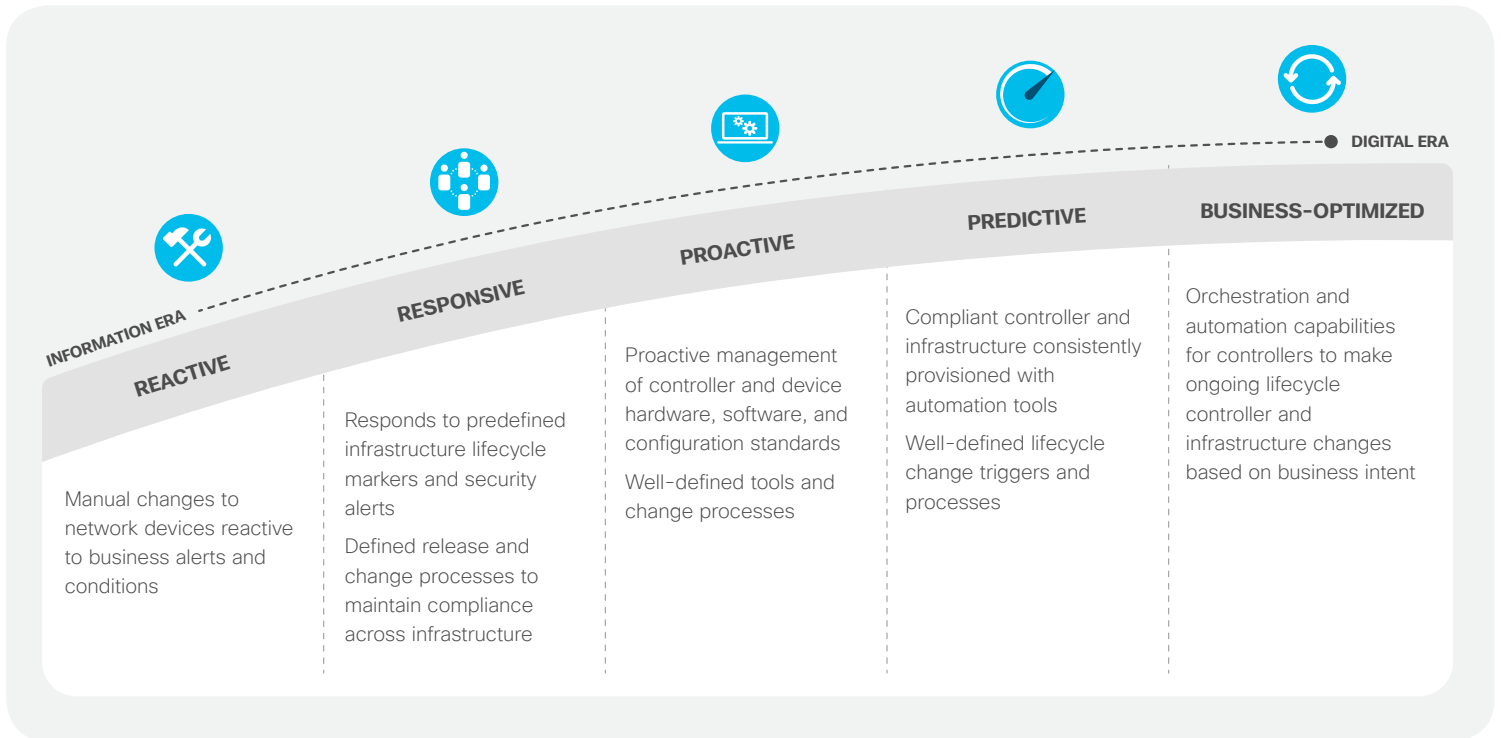 DIGITAL ERA
INFORMATION ERA
REACTIVE
Manual changes to
network devices reactive
to business alerts and
conditions
RESPONSIVE
Responds to predefined
infrastructure lifecycle
markers and security
alerts
Defined release and
change processes to
maintain compliance
across infrastructure
PROACTIVE
Proactive management
of controller and device
hardware, software, and
configuration standards
Well-defined tools and
change processes
PREDICTIVE
Compliant controller and
infrastructure consistently
provisioned with
automation tools
Well-defined lifecycle
change triggers and
processes
BUSINESS-OPTIMIZED
Orchestration and
automation capabilities
for controllers to make
ongoing lifecycle
controller and
infrastructure changes
based on business intent